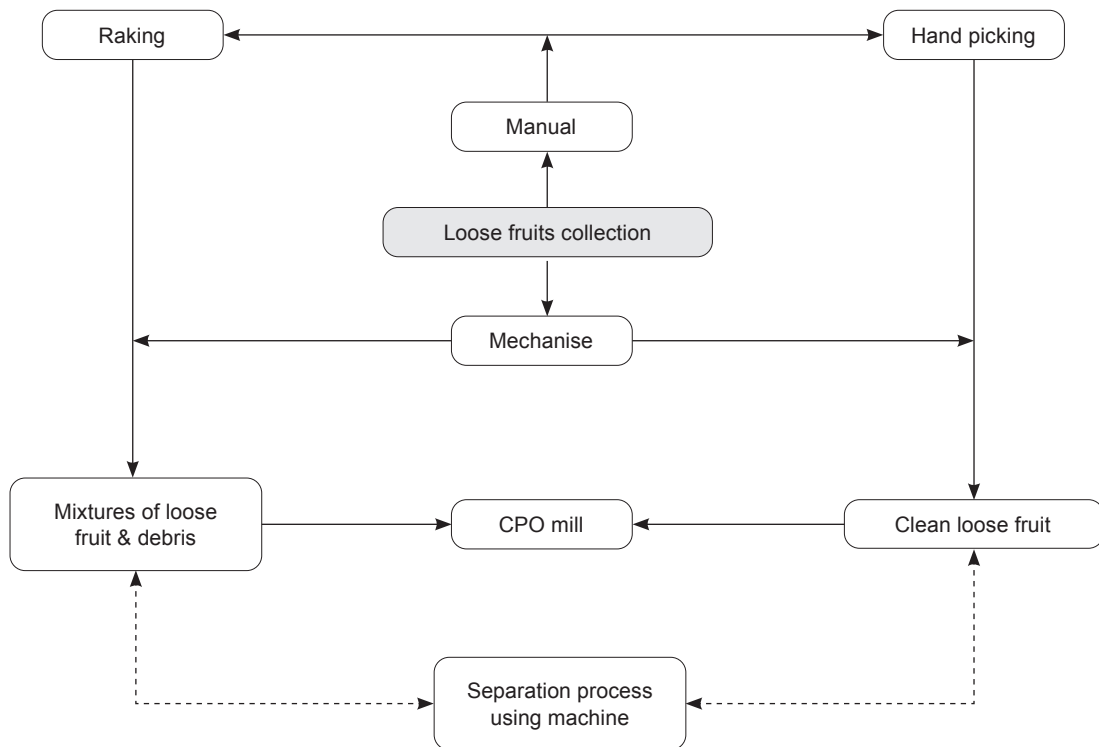 Raking
Hand picking
Manual
Loose fruits collection
Mechanise
Mixtures of loose
fruit & debris
CPO mill
Clean loose fruit
Separation process
using machine